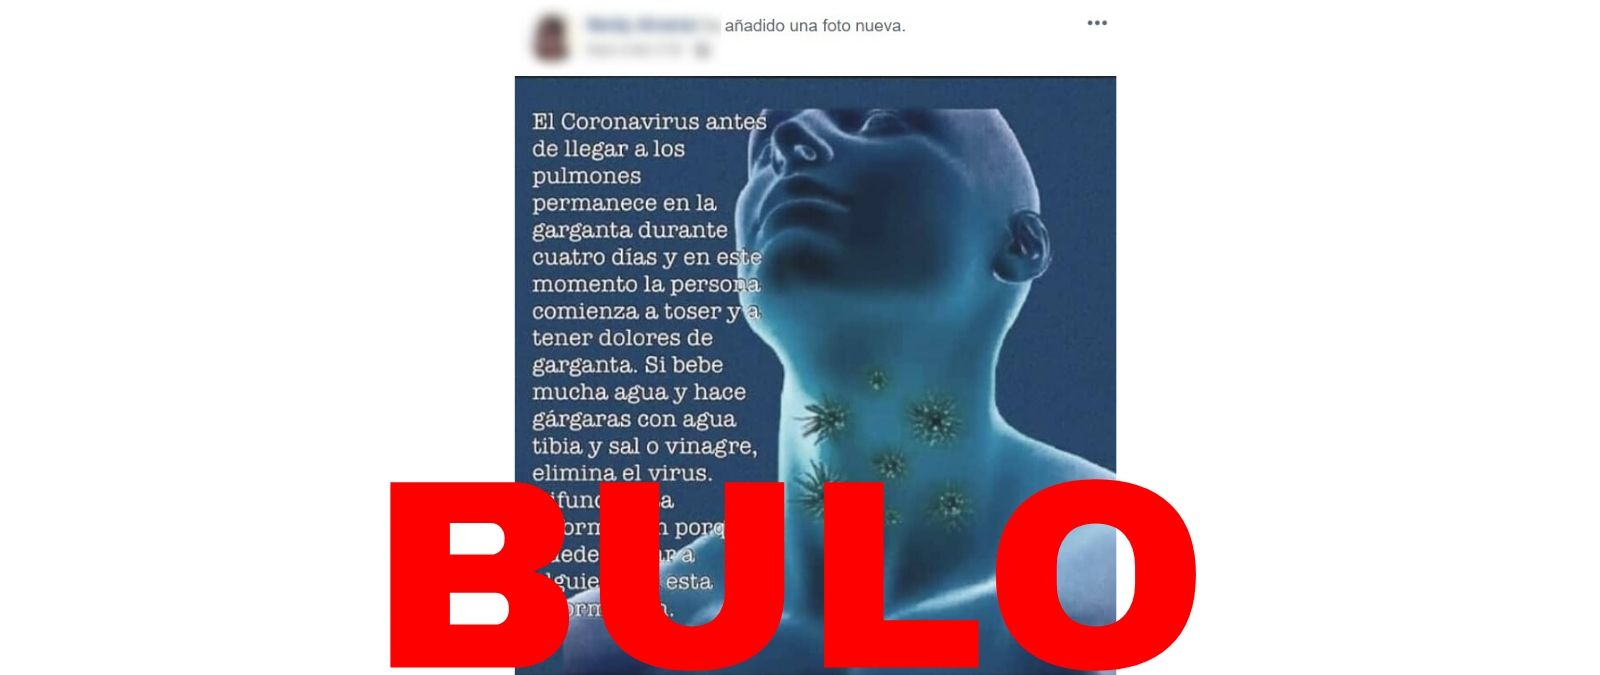 añadido una foto nueva.
El Coronavirus antes
de llegar a los
pulmones
permanece en la
garganta durante
cuatro días y en este
momento la persona
comienza a toser y a
tener dolores de
garganta. Si bebe
mucha agua y hace
gárgaras con agua
tibia y sal o vinagre,
elimina el virus.
a
esta
BULO